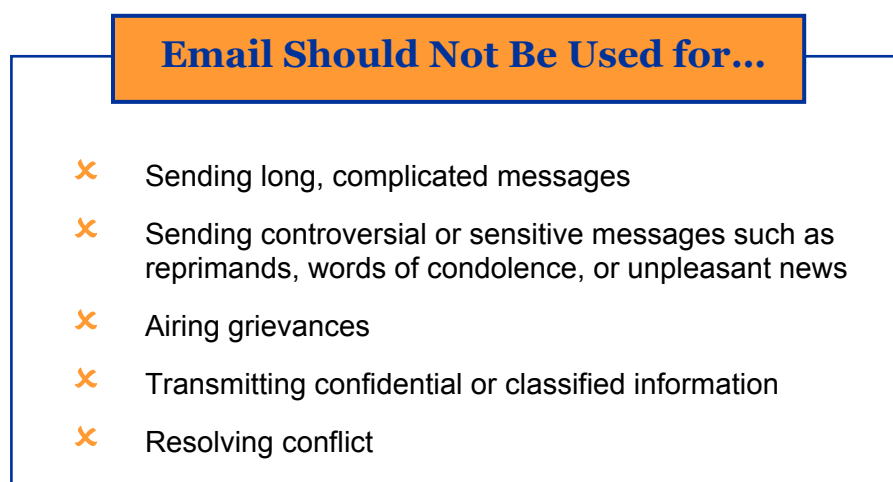 Email Should Not Be Used for...
Sending long, complicated messages
Sending controversial or sensitive messages such as
reprimands, words of condolence, or unpleasant news
Airing grievances
Transmitting confidential or classified information
Resolving conflict